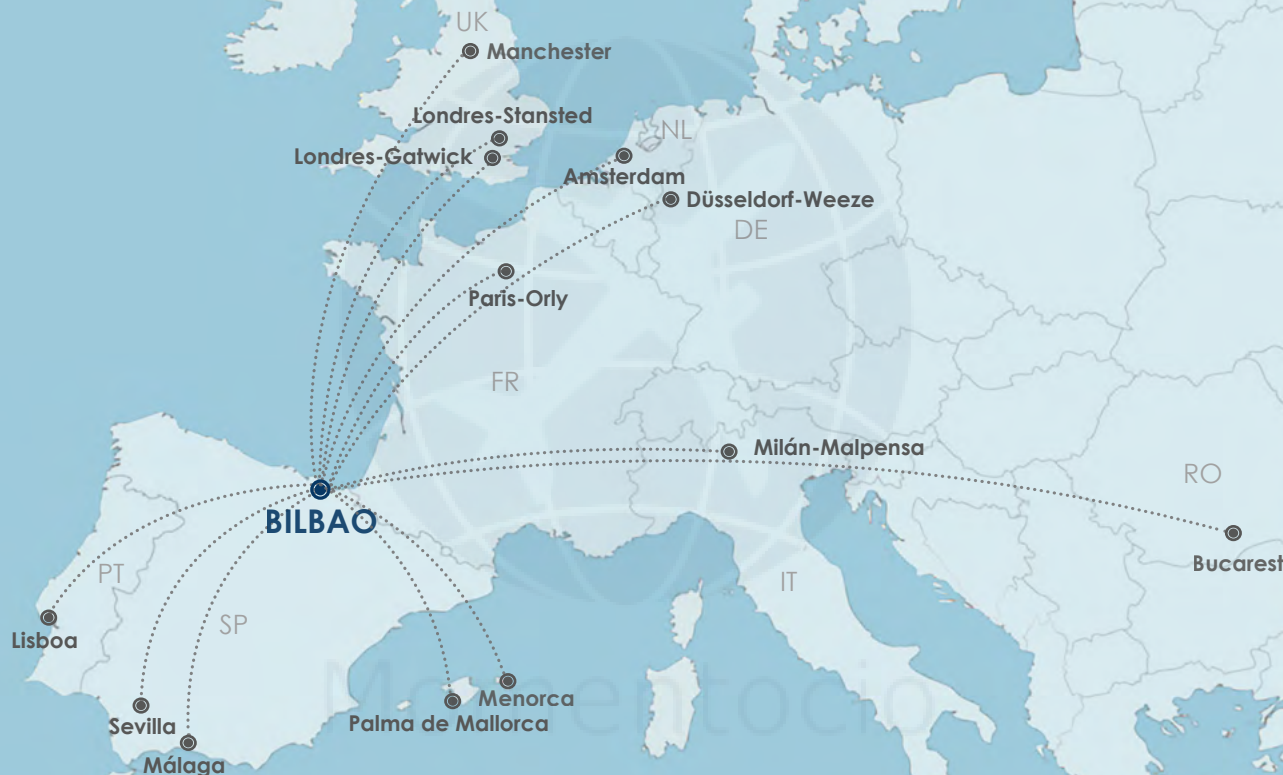 UK
Manchester
Londres-Stansted
NL
Londres-Gatwick
Amsterdam
Düsseldorf-Weeze
DE
Paris-Orly
FR
Milán-Malpensa
RO
BILBAO
Bucarest
PT
IT
SP
Lisboa
Menorca
Palma de Mallorca
Sevilla
Málaga
Momentocio